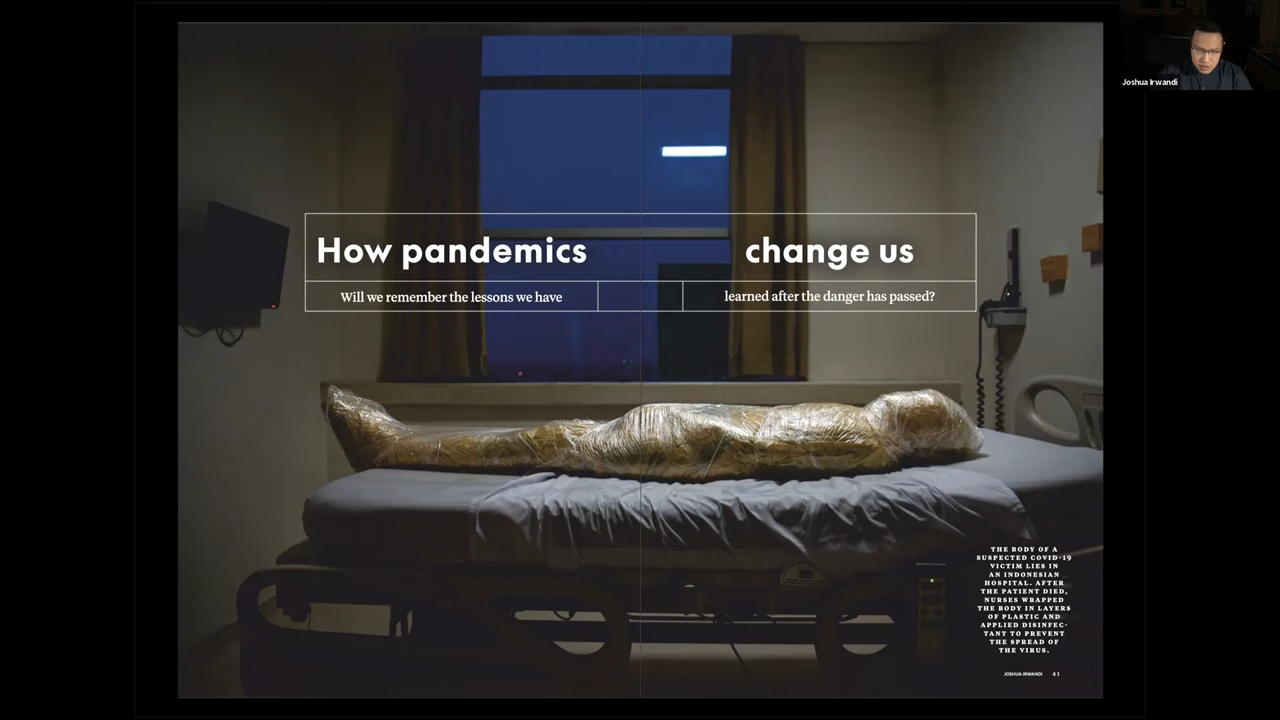 Joshua Irwandi
How pandemics change us
Will we remember the lessons we have learned after the danger has passed?
THE BODY OF A
SUSPECTED COVID-19
VICTIM LIES IN
AN INDONESIAN
HOSPITAL. AFTER
THE PATIENT DIED,
NURSES WRAPPED
THE BODY IN LAYERS
OF PLASTIC AND
APPLIED DISINFEC-
TANT TO PREVENT
THE SPREAD OF
THE VIRUS.
JOSHUA IRWANDI 41